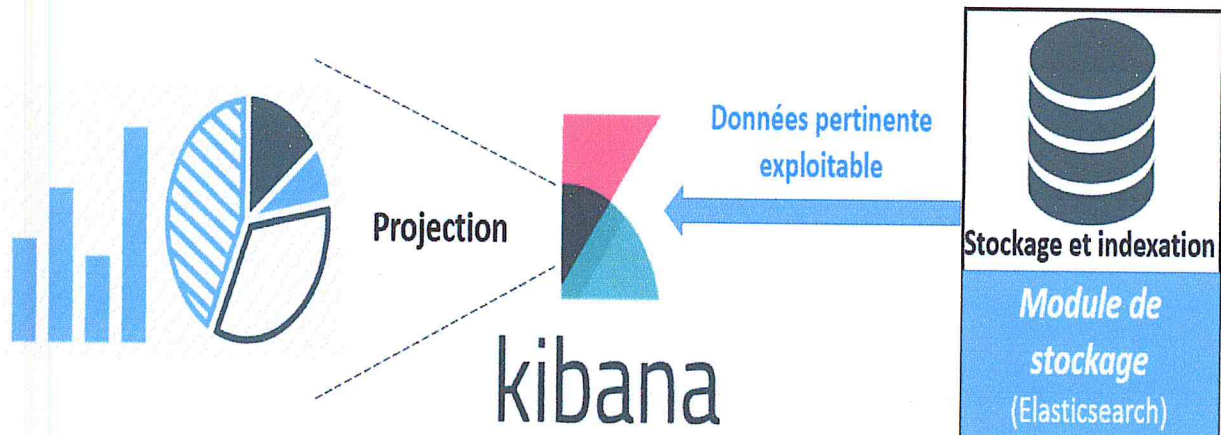 Projection
kibana
Données pertinente
exploitable
Stockage et indexation
Module de
stockage
(Elasticsearch)